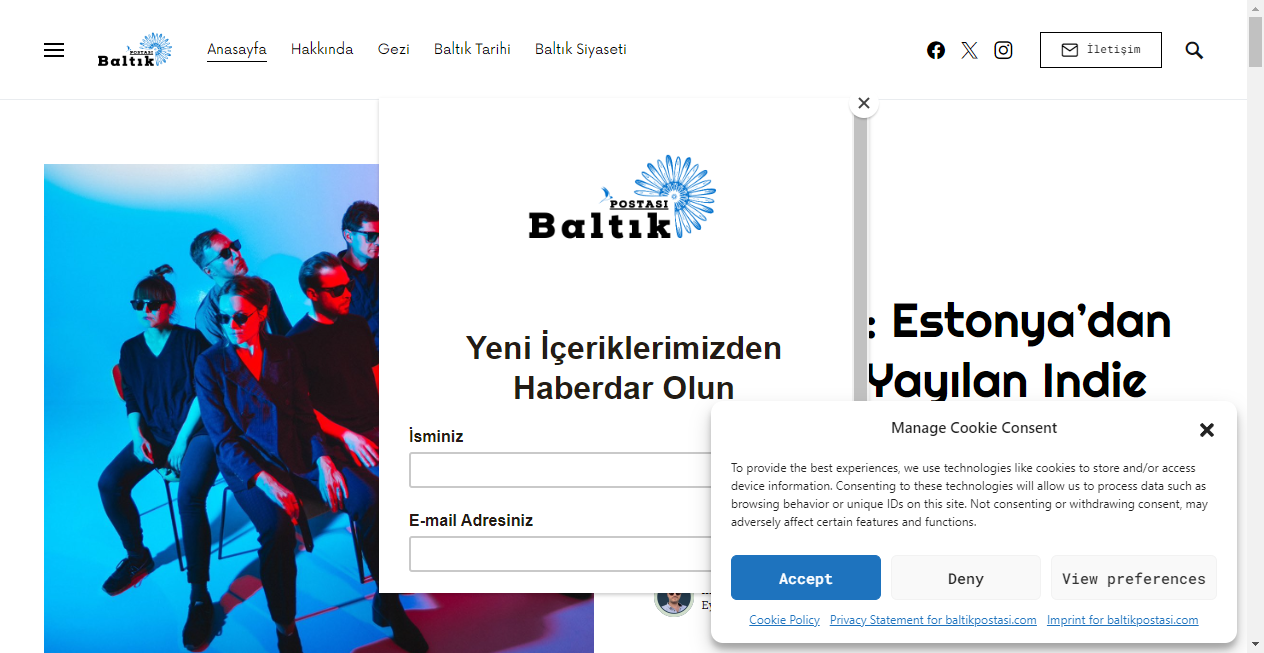 POSTASI
Baltık
Anasayfa
Hakkında
Gezi
Baltık Tarihi
Baltık Siyaseti
İletişim
POSTASI
Baltık
: Estonya’dan
Yayılan Indie
Yeni İçeriklerimizden
Haberdar Olun
İsminiz
E-mail Adresiniz
Manage Cookie Consent
To provide the best experiences, we use technologies like cookies to store and/or access
device information. Consenting to these technologies will allow us to process data such as
browsing behavior or unique IDs on this site. Not consenting or withdrawing consent, may
adversely affect certain features and functions.
Accept
Deny
View preferences
Cookie Policy
Privacy Statement for baltikpostasi.com
Imprint for baltikpostasi.com